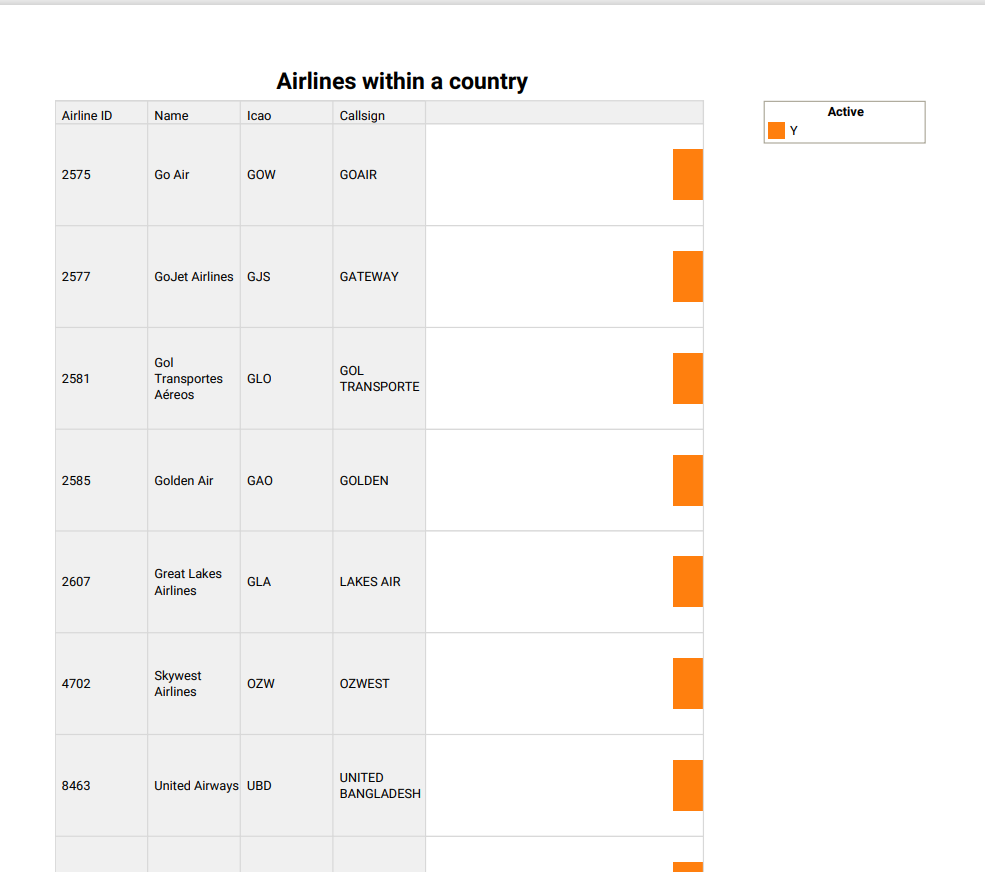 Airlines within a country
Airline ID Name Icao Callsign
Active
Y
2575 Go Air GOW GOAIR
2577 GoJet Airlines GJS GATEWAY
2581 Gol Transportes Aéreos GLO GOL TRANSPORTE
2585 Golden Air GAO GOLDEN
2607 Great Lakes Airlines GLA LAKES AIR
4702 Skywest Airlines OZW OZWEST
8463 United Airways UBD UNITED BANGLADESH